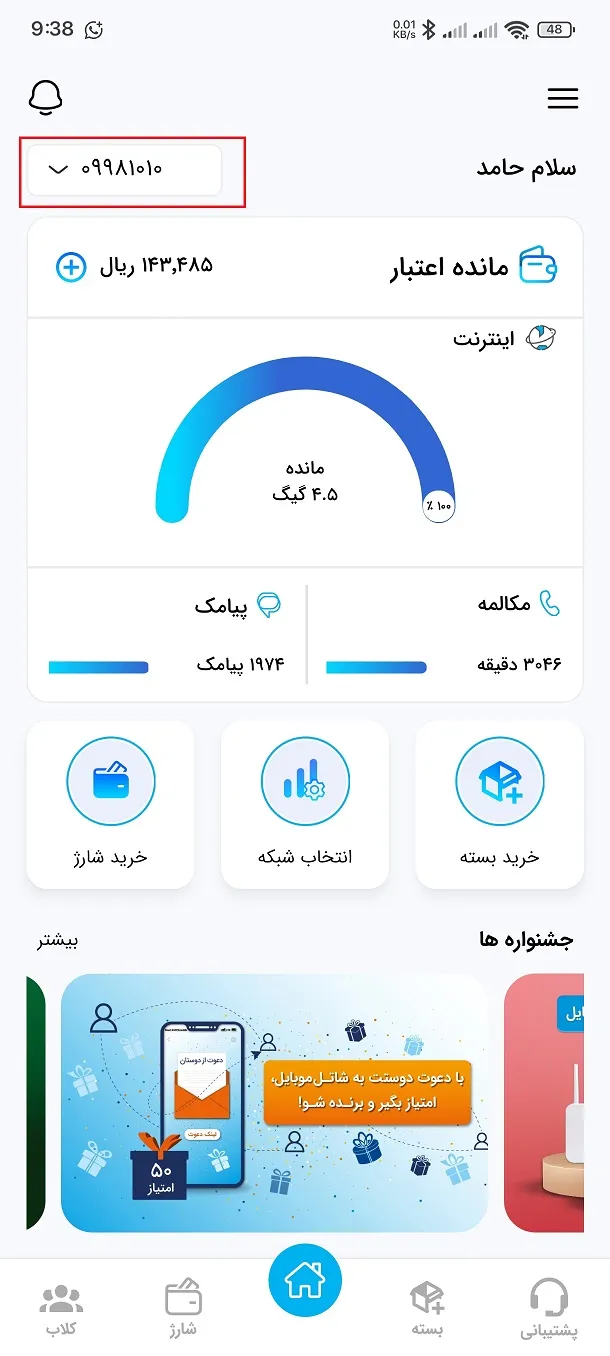 9:38
0.01 KB/s
48
۰۹۹۸۱۰۱۰
سلام حامد
مانده اعتبار
۱۴۳,۴۸۵ ریال
اینترنت
مانده
۴.۵ گیگ
۱۰۰ ٪
مکالمه
۳۰۴۶ دقیقه
پیامک
۱۹۷۴ پیامک
خرید بسته
انتخاب شبکه
خرید شارژ
جشنواره ها
بیشتر
دعوت از دوستان
لینک دعوت
۵۰
امتیاز
با دعوت دوستت به شاتل‌موبایل،
امتیاز بگیر و برنـده شـو!
پشتیبانی
بسته
شارژ
کلاب